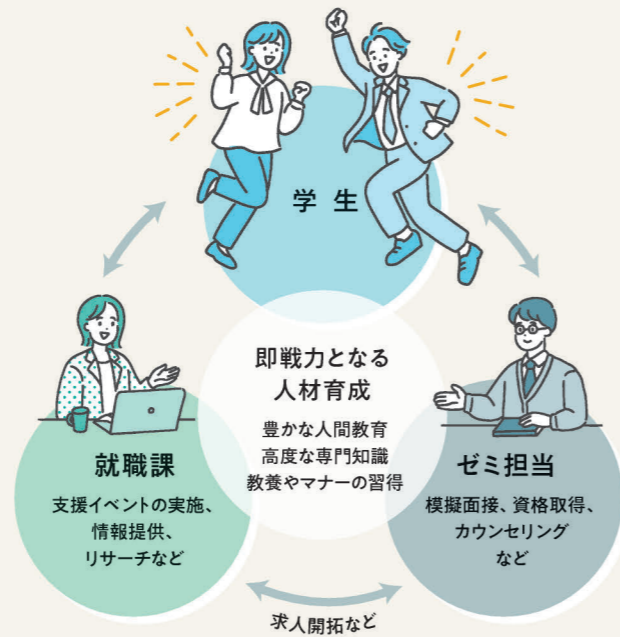 学生
即戦力となる
人材育成
豊かな人間教育
高度な専門知識
教養やマナーの習得
就職課
支援イベントの実施、
情報提供、
リサーチなど
ゼミ担当
模擬面接、資格取得、
カウンセリング
など
求人開拓など